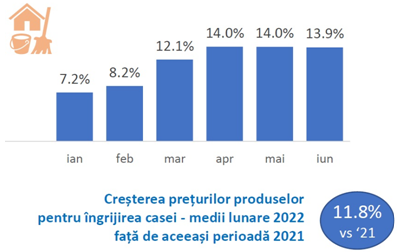 14.0% 14.0% 13.9%
12.1%
7.2% 8.2%
ian feb mar apr mai iun
Creșterea prețurilor produselor
pentru îngrijirea casei - medii lunare 2022
față de aceeași perioadă 2021
11.8%
vs ‘21